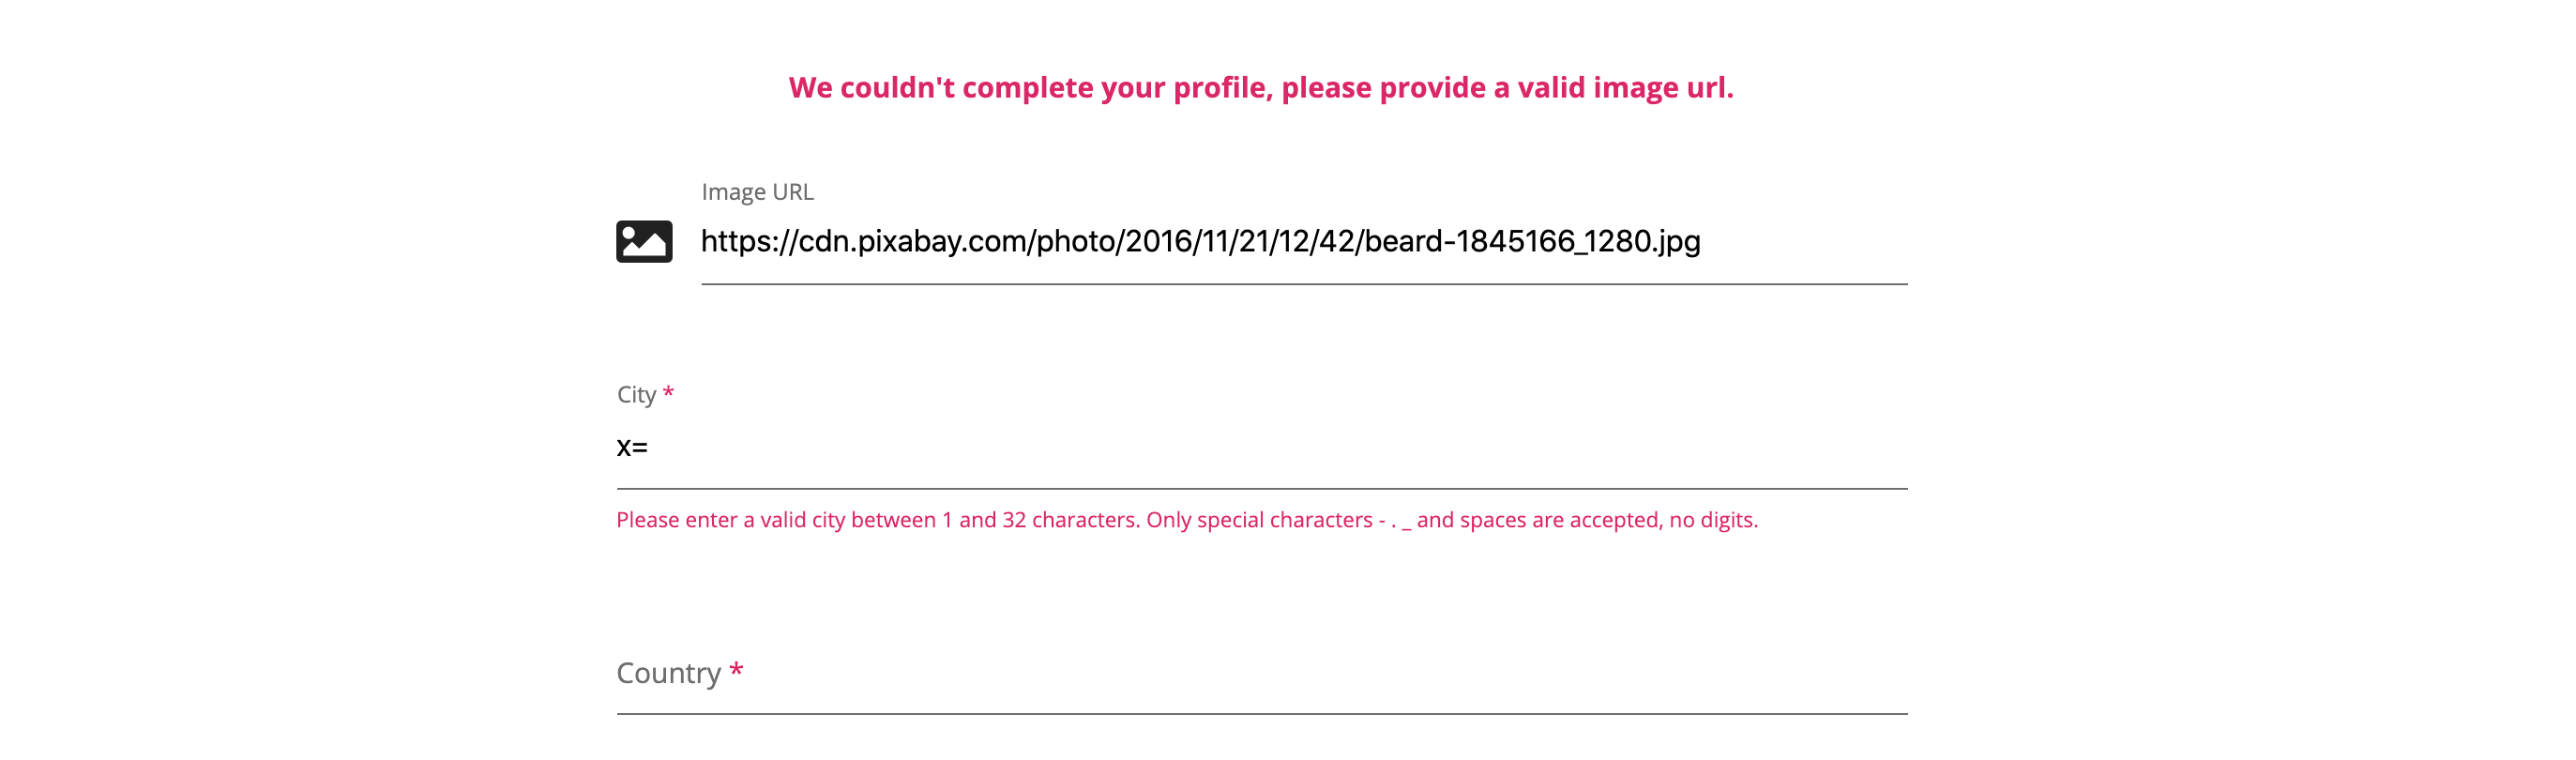 We couldn't complete your profile, please provide a valid image url.
Image URL
https://cdn.pixabay.com/photo/2016/11/21/12/42/beard-1845166_1280.jpg
City *
x=
Please enter a valid city between 1 and 32 characters. Only special characters - . _ and spaces are accepted, no digits.
Country *